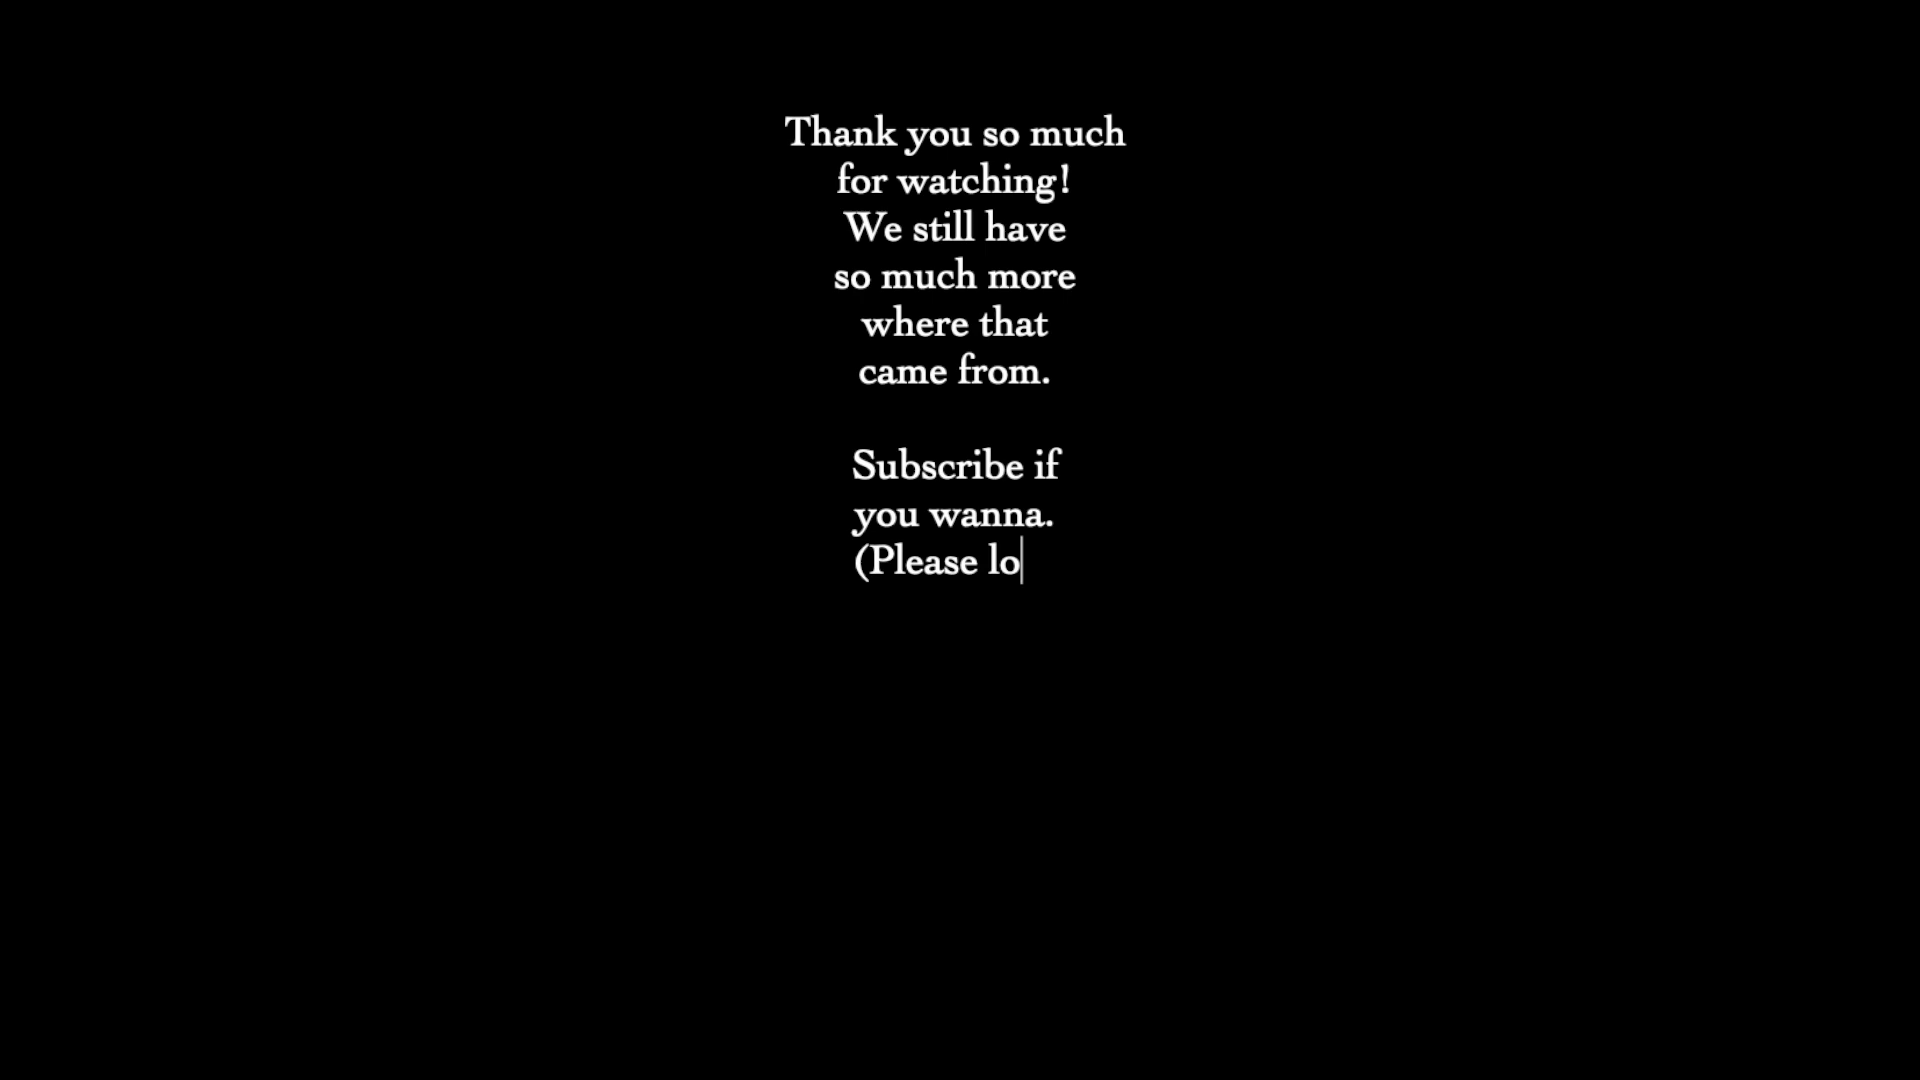 Thank you so much
for watching!
We still have
so much more
where that
came from.
Subscribe if
you wanna.
(Please lo